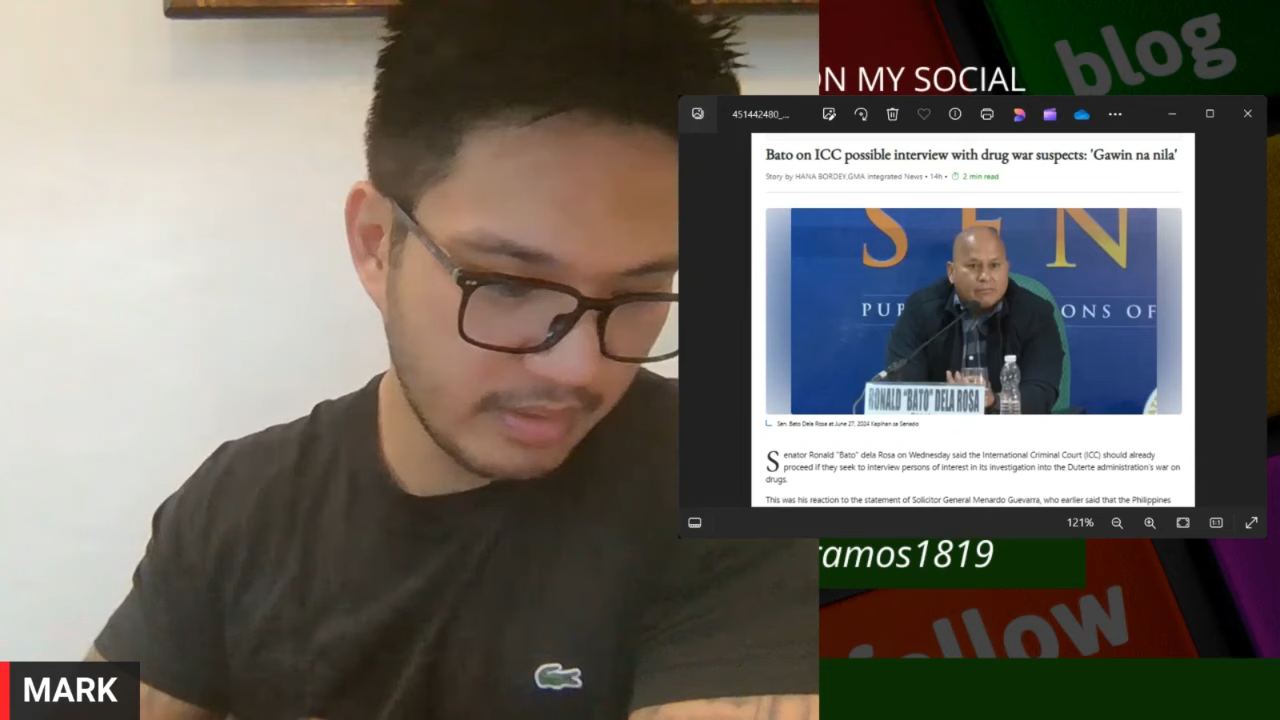 blog
ON MY SOCIAL
451442480_...
Bato on ICC possible interview with drug war suspects: 'Gawin na nila'
Story by HANA BORDEY,GMA Integrated News • 14h • 2 min read
SEN
PUB ONS OF
RONALD "BATO" DELA ROSA
Sen. Bato Dela Rosa at June 27, 2024 Kapihan sa Senado
Senator Ronald "Bato" dela Rosa on Wednesday said the International Criminal Court (ICC) should already
proceed if they seek to interview persons of interest in its investigation into the Duterte administration's war on
drugs.
This was his reaction to the statement of Solicitor General Menardo Guevarra, who earlier said that the Philippines
121%
1:1
ramos1819
follow
MARK